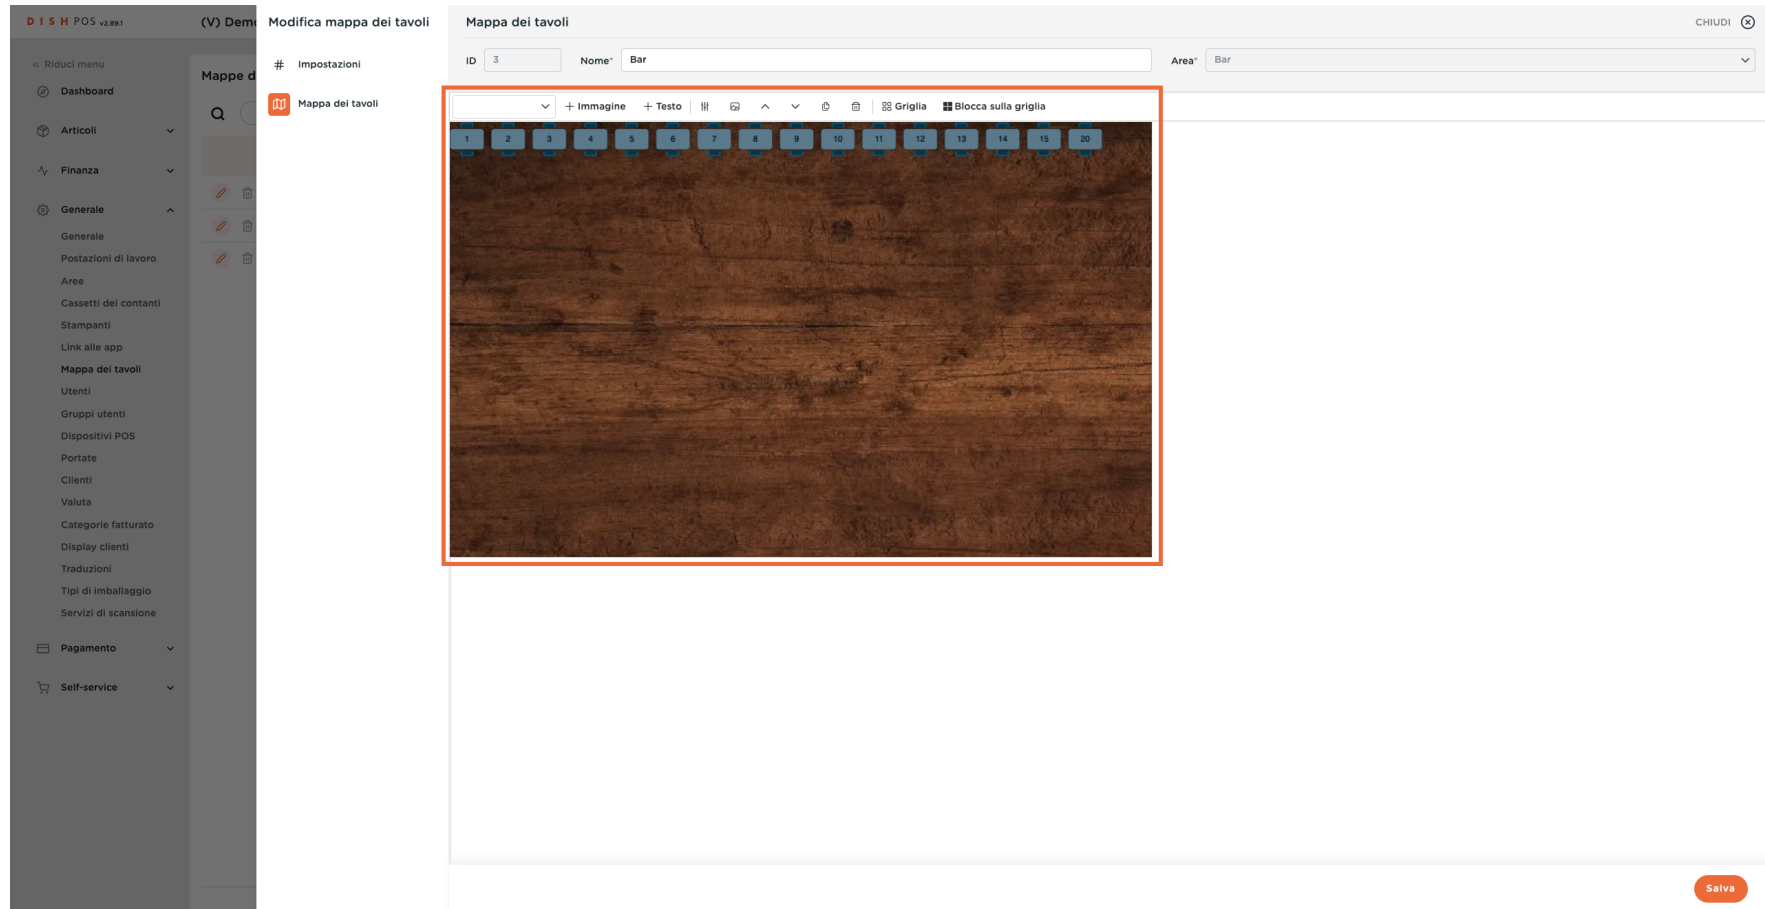 DISH POS v2.89.1
(V) Demo
Modifica mappa dei tavoli
Mappa dei tavoli
CHIUDI
ID 3
Nome* Bar
Area* Bar
Riduci menu
Dashboard
Articoli
Finanza
Generale
Generale
Postazioni di lavoro
Aree
Cassetti dei contanti
Stampanti
Link alle app
Mappa dei tavoli
Utenti
Gruppi utenti
Dispositivi POS
Portate
Clienti
Valuta
Categorie fatturato
Display clienti
Traduzioni
Tipi di imballaggio
Servizi di scansione
Pagamento
Self-service
Mappe d
# Impostazioni
Mappa dei tavoli
+ Immagine + Testo Griglia Blocca sulla griglia
1 2 3 4 5 6 7 8 9 10 11 12 13 14 15 20
Salva